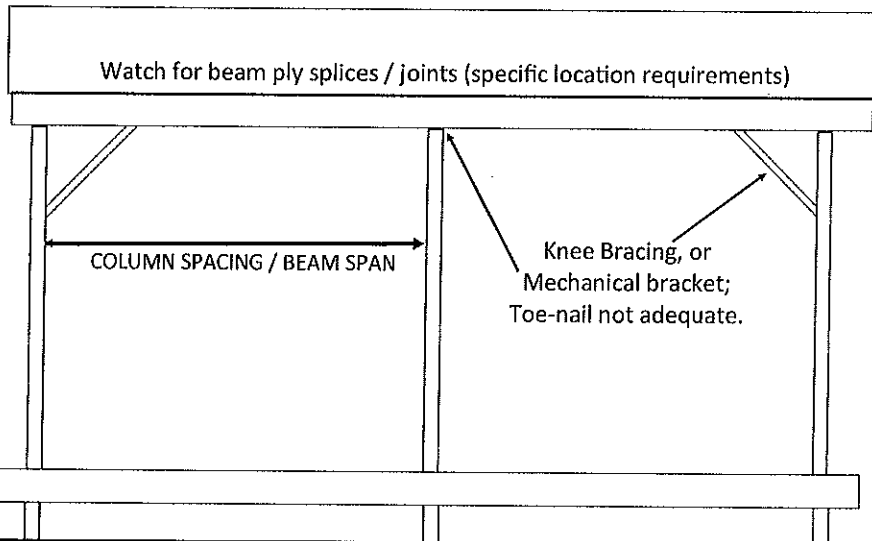 Watch for beam ply splices / joints (specific location requirements)
COLUMN SPACING / BEAM SPAN
Knee Bracing, or
Mechanical bracket;
Toe-nail not adequate.